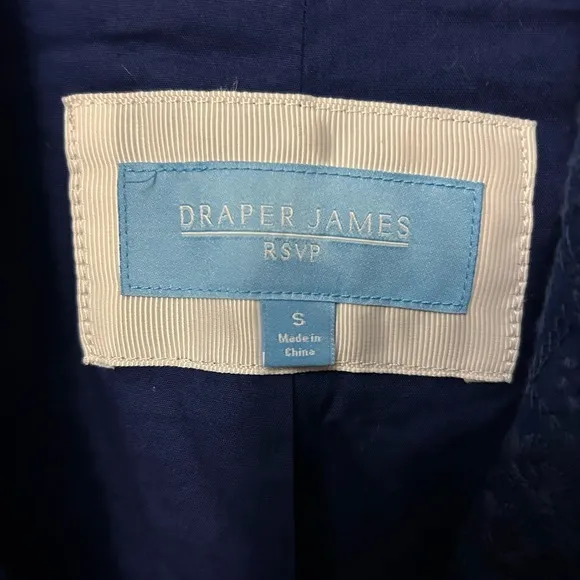 DRAPER JAMES
RSVP
S
Made in
China